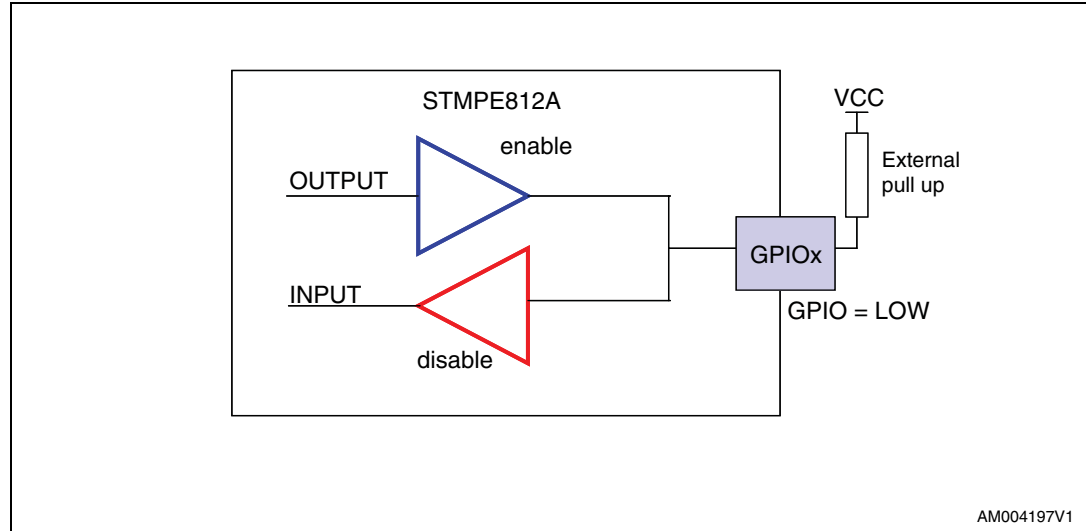 STMPE812A
VCC
enable
External
pull up
OUTPUT
GPIOx
INPUT
GPIO = LOW
disable
AM004197V1